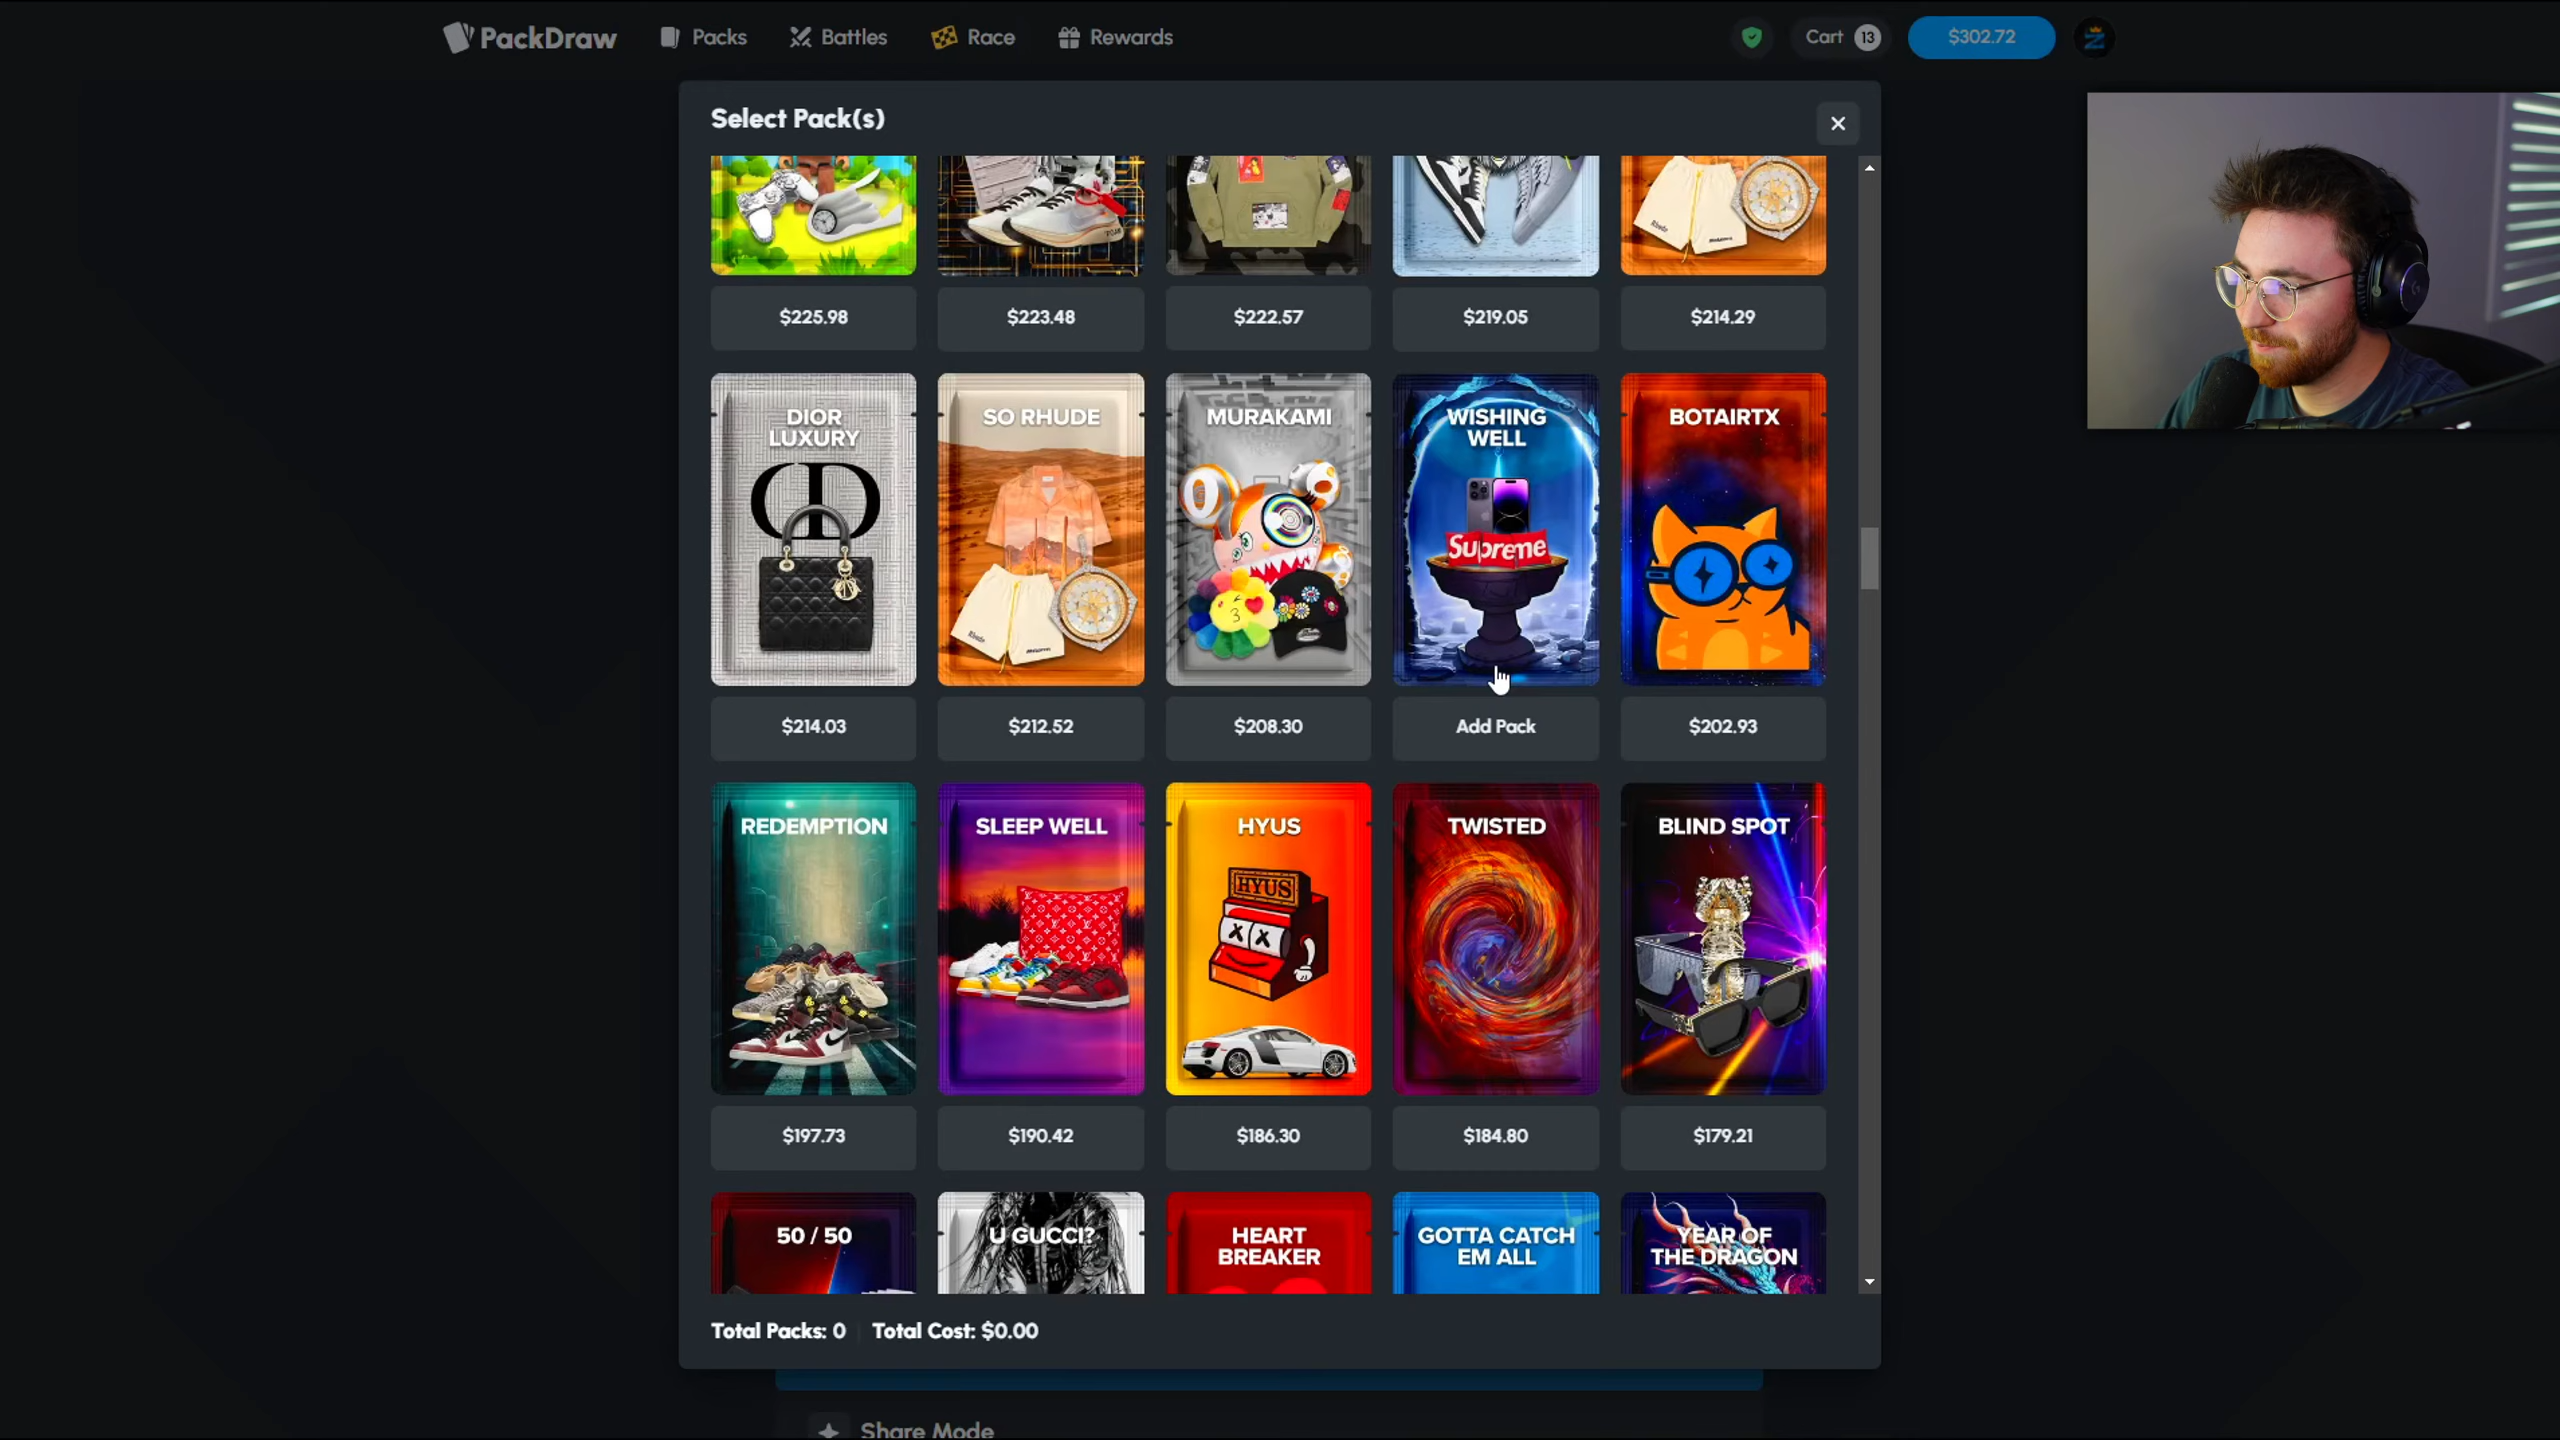 PackDraw
Packs
Battles
Race
Rewards
Cart 13
$302.72
Select Pack(s)
$225.98
$223.48
$222.57
$219.05
$214.29
DIOR
LUXURY
SO RHUDE
MURAKAMI
WISHING
WELL
Supreme
BOTAIRTX
$214.03
$212.52
$208.30
Add Pack
$202.93
REDEMPTION
SLEEP WELL
HYUS
HYUS
TWISTED
BLIND SPOT
$197.73
$190.42
$186.30
$184.80
$179.21
50 / 50
U GUCCI?
HEART
BREAKER
GOTTA CATCH
EM ALL
YEAR OF
THE DRAGON
Total Packs: 0
Total Cost: $0.00
Share Mode